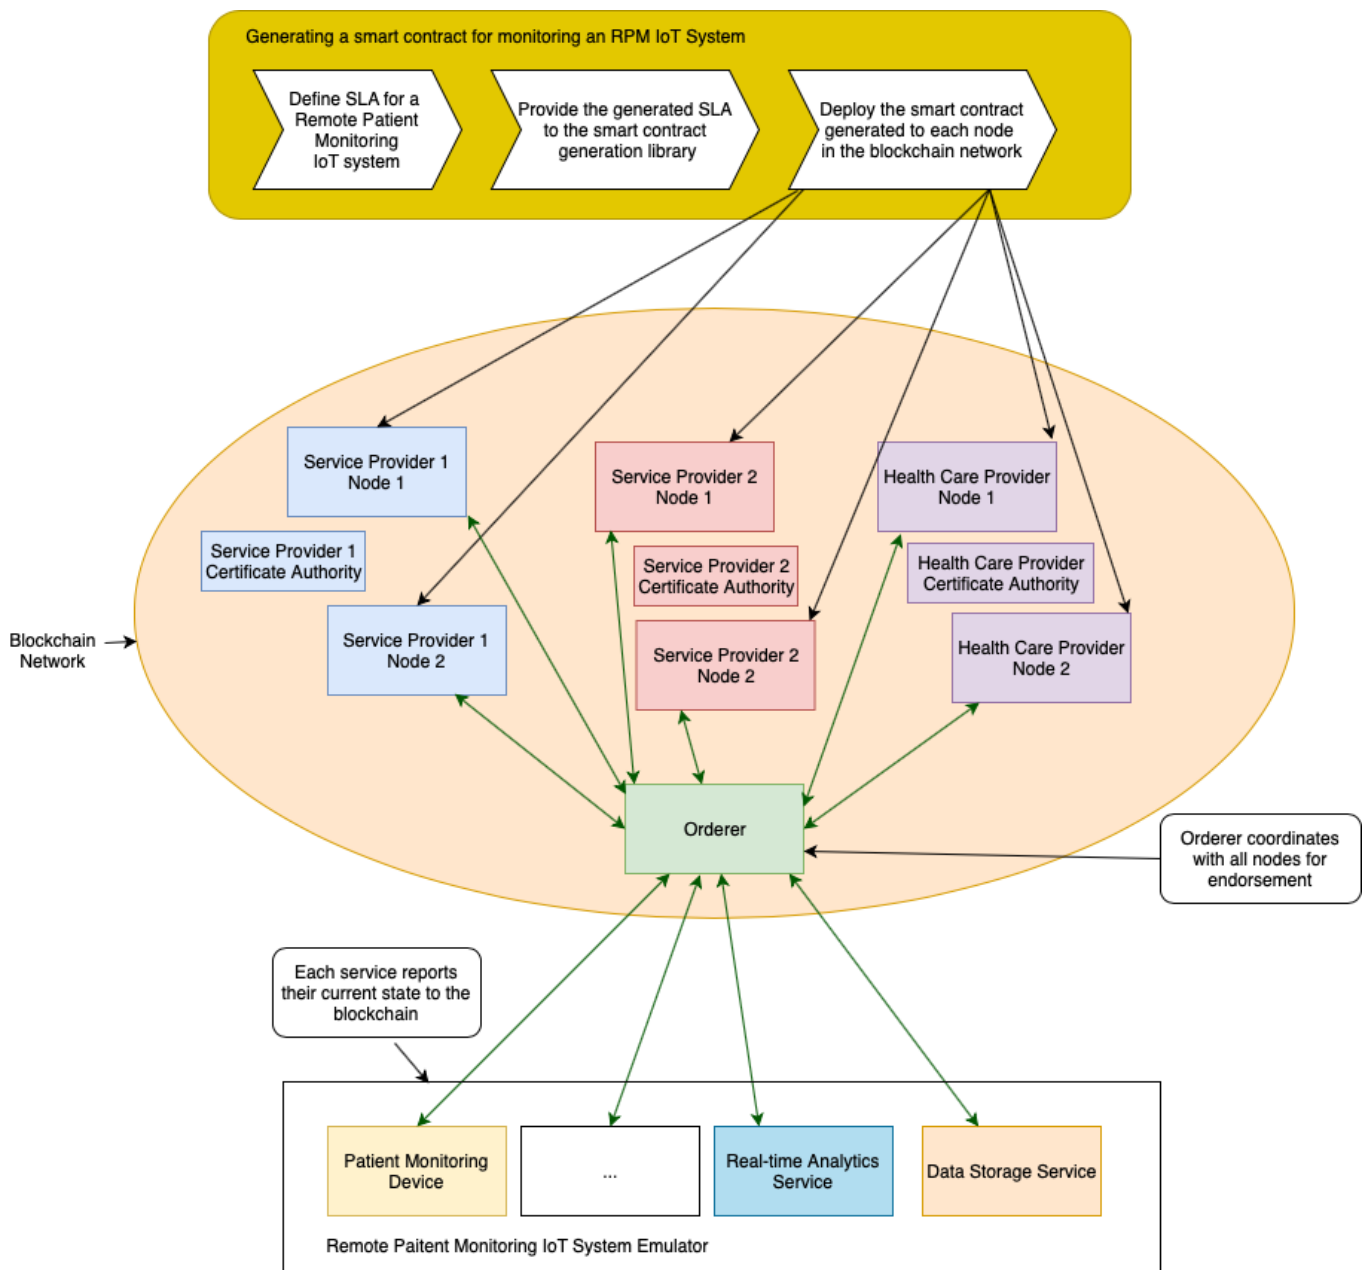 Generating a smart contract for monitoring an RPM IoT System
Define SLA for a
Remote Patient
Monitoring
IoT system
Provide the generated SLA
to the smart contract
generation library
Deploy the smart contract
generated to each node
in the blockchain network
Service Provider 1
Node 1
Service Provider 2
Node 1
Health Care Provider
Node 1
Service Provider 1
Certificate Authority
Service Provider 2
Certificate Authority
Health Care Provider
Certificate Authority
Blockchain
Network
Service Provider 1
Node 2
Service Provider 2
Node 2
Health Care Provider
Node 2
Orderer
Orderer coordinates
with all nodes for
endorsement
Each service reports
their current state to the
blockchain
Patient Monitoring
Device
...
Real-time Analytics
Service
Data Storage Service
Remote Paitent Monitoring IoT System Emulator